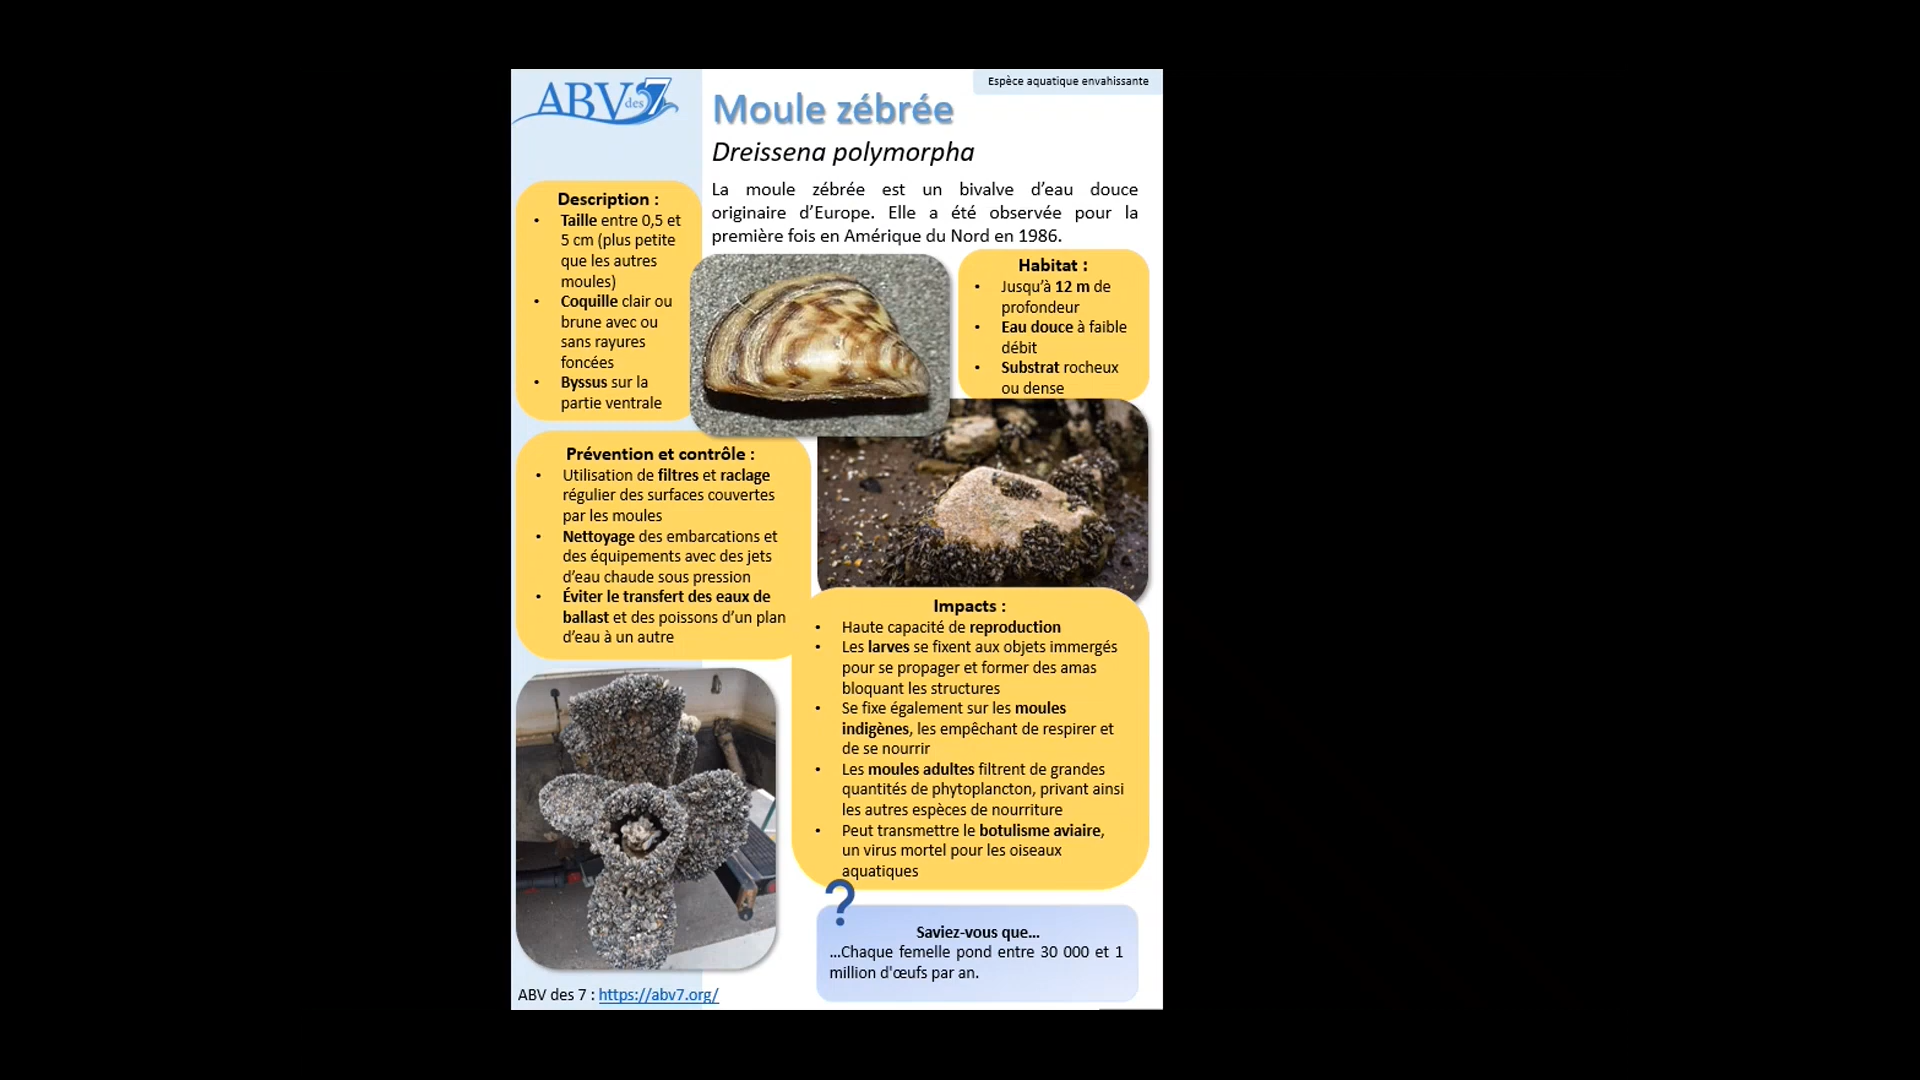 ABV des 7
Espèce aquatique envahissante
Moule zébrée
Dreissena polymorpha
La moule zébrée est un bivalve d’eau douce
originaire d’Europe. Elle a été observée pour la
première fois en Amérique du Nord en 1986.
Description :
• Taille entre 0,5 et
5 cm (plus petite
que les autres
moules)
• Coquille clair ou
brune avec ou
sans rayures
foncées
• Byssus sur la
partie ventrale
Habitat :
• Jusqu’à 12 m de
profondeur
• Eau douce à faible
débit
• Substrat rocheux
ou dense
Prévention et contrôle :
• Utilisation de filtres et raclage
régulier des surfaces couvertes
par les moules
• Nettoyage des embarcations et
des équipements avec des jets
d’eau chaude sous pression
• Éviter le transfert des eaux de
ballast et des poissons d’un plan
d’eau à un autre
Impacts :
• Haute capacité de reproduction
• Les larves se fixent aux objets immergés
pour se propager et former des amas
bloquant les structures
• Se fixe également sur les moules
indigènes, les empêchant de respirer et
de se nourrir
• Les moules adultes filtrent de grandes
quantités de phytoplancton, privant ainsi
les autres espèces de nourriture
• Peut transmettre le botulisme aviaire,
un virus mortel pour les oiseaux
aquatiques
?
Saviez-vous que…
…Chaque femelle pond entre 30 000 et 1
million d'œufs par an.
ABV des 7 : https://abv7.org/